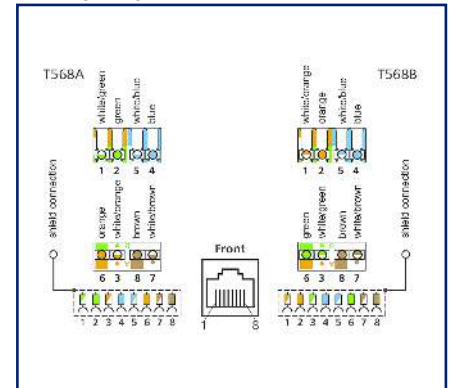 T568A
T568B
white/green
green
white/blue
blue
white/orange
orange
white/blue
blue
1 2 5 4
1 2 5 4
shield connection
orange
white/orange
brown
white/brown
Front
green
white/green
brown
white/brown
shield connection
6 3 8 7
6 3 8 7
1 8
1 2 3 4 5 6 7 8
1 2 3 4 5 6 7 8